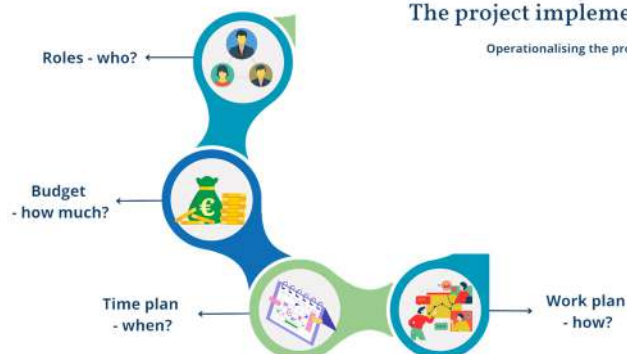 The project impleme
Operationalising the pro
Roles - who?
Budget
- how much?
€
Time plan
- when?
Work plan
- how?